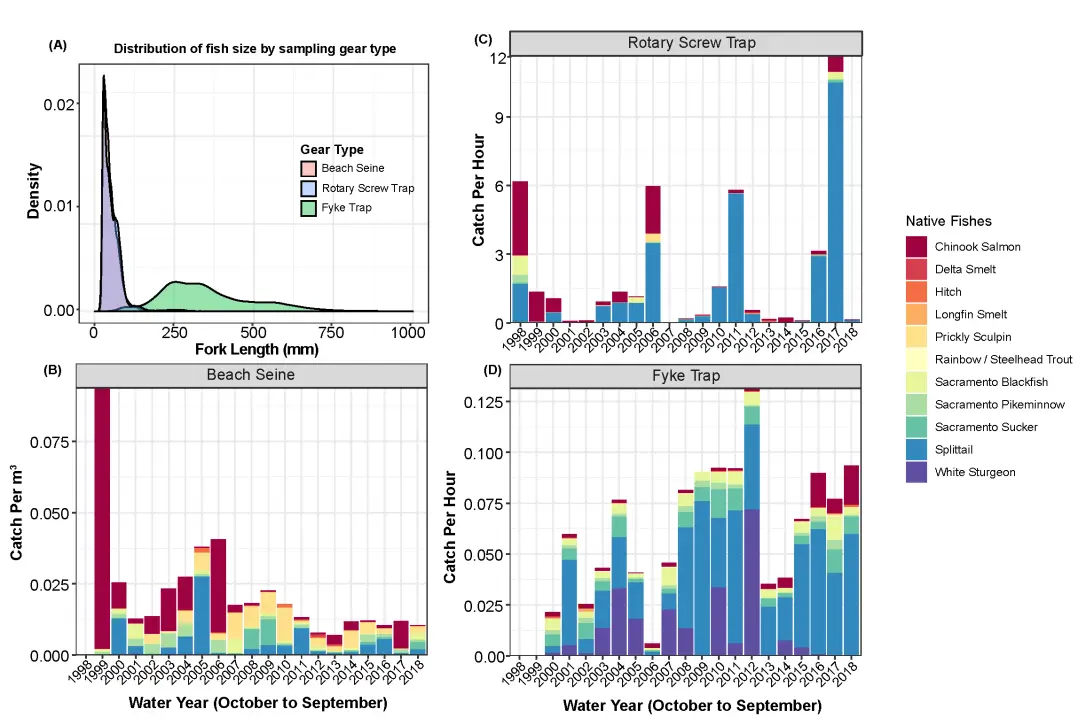 (A)
Distribution of fish size by sampling gear type
Density
0.02
0.01
0.00
Gear Type
Beach Seine
Rotary Screw Trap
Fyke Trap
0 250 500 750 1000
Fork Length (mm)
(C)
Rotary Screw Trap
Catch Per Hour
12
9
6
3
0
1998 1999 2000 2001 2002 2003 2004 2005 2006 2007 2008 2009 2010 2011 2012 2013 2014 2015 2016 2017 2018
(B)
Beach Seine
Catch Per m³
0.075
0.050
0.025
0.000
1998 1999 2000 2001 2002 2003 2004 2005 2006 2007 2008 2009 2010 2011 2012 2013 2014 2015 2016 2017 2018
Water Year (October to September)
(D)
Fyke Trap
Catch Per Hour
0.125
0.100
0.075
0.050
0.025
0.00
1998 1999 2000 2001 2002 2003 2004 2005 2006 2007 2008 2009 2010 2011 2012 2013 2014 2015 2016 2017 2018
Water Year (October to September)
Native Fishes
Chinook Salmon
Delta Smelt
Hitch
Longfin Smelt
Prickly Sculpin
Rainbow / Steelhead Trout
Sacramento Blackfish
Sacramento Pikeminnow
Sacramento Sucker
Splittail
White Sturgeon